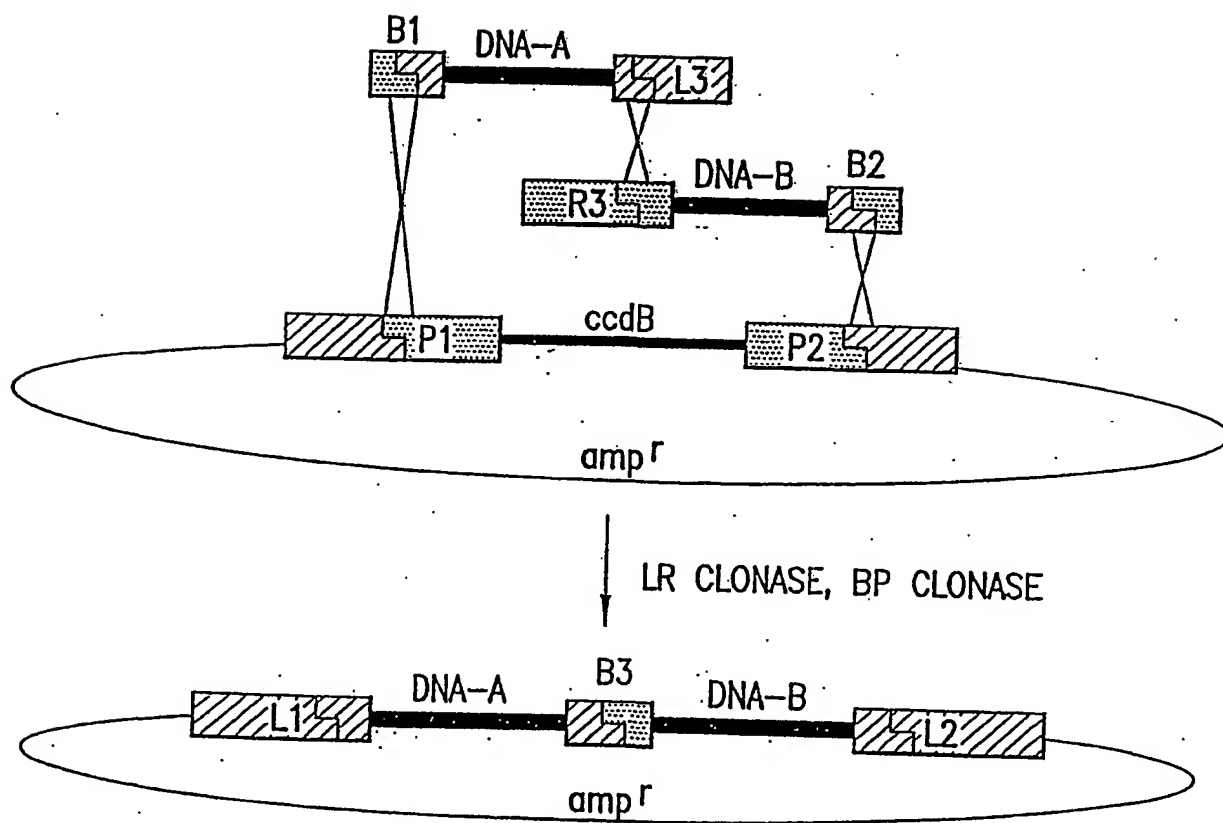 B1 DNA-A
L3
R3 DNA-B B2
P1 ccdB P2
amp r
LR CLONASE, BP CLONASE
L1 DNA-A B3 DNA-B L2
amp r